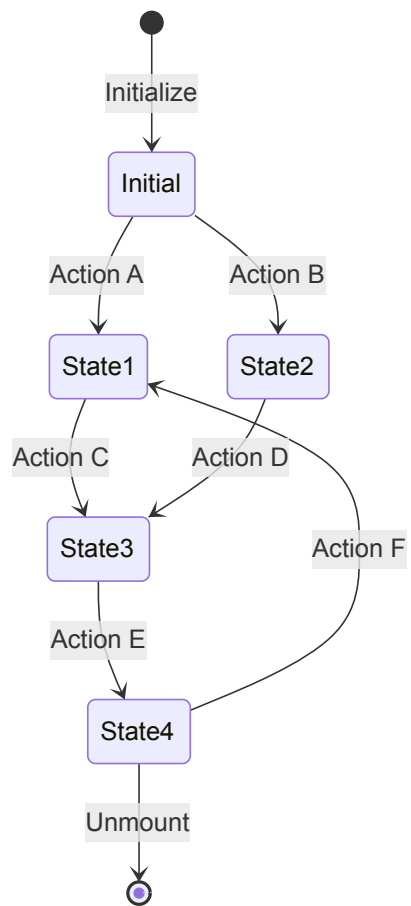 Initialize
Initial
Action A
Action B
State1
State2
Action C
Action D
State3
Action F
Action E
State4
Unmount